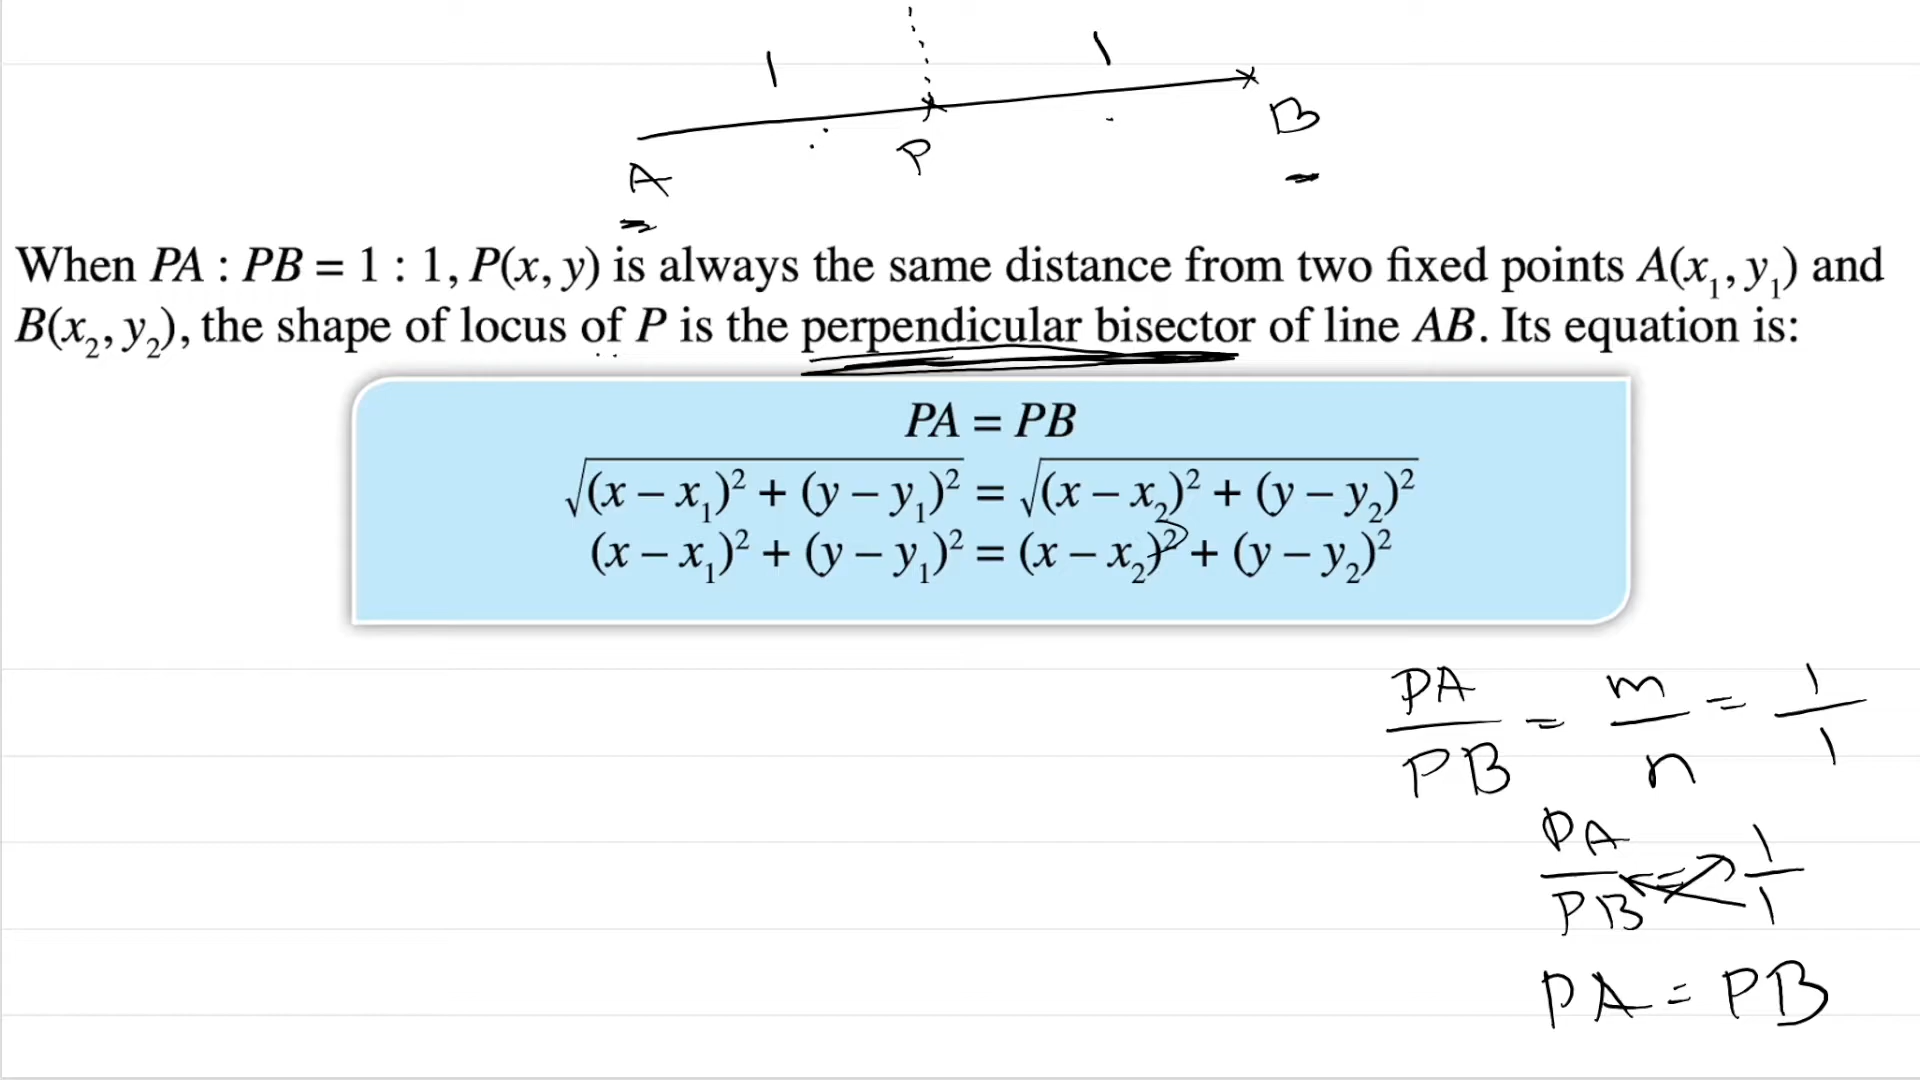 1 1
A P B
When PA : PB = 1 : 1, P(x, y) is always the same distance from two fixed points A(x₁, y₁) and
B(x₂, y₂), the shape of locus of P is the perpendicular bisector of line AB. Its equation is:
PA = PB
√(x – x₁)² + (y – y₁)² = √(x – x₂)² + (y – y₂)²
(x – x₁)² + (y – y₁)² = (x – x₂)² + (y – y₂)²
PA/PB = m/n = 1/1
PA/PB = 1/1
PA = PB